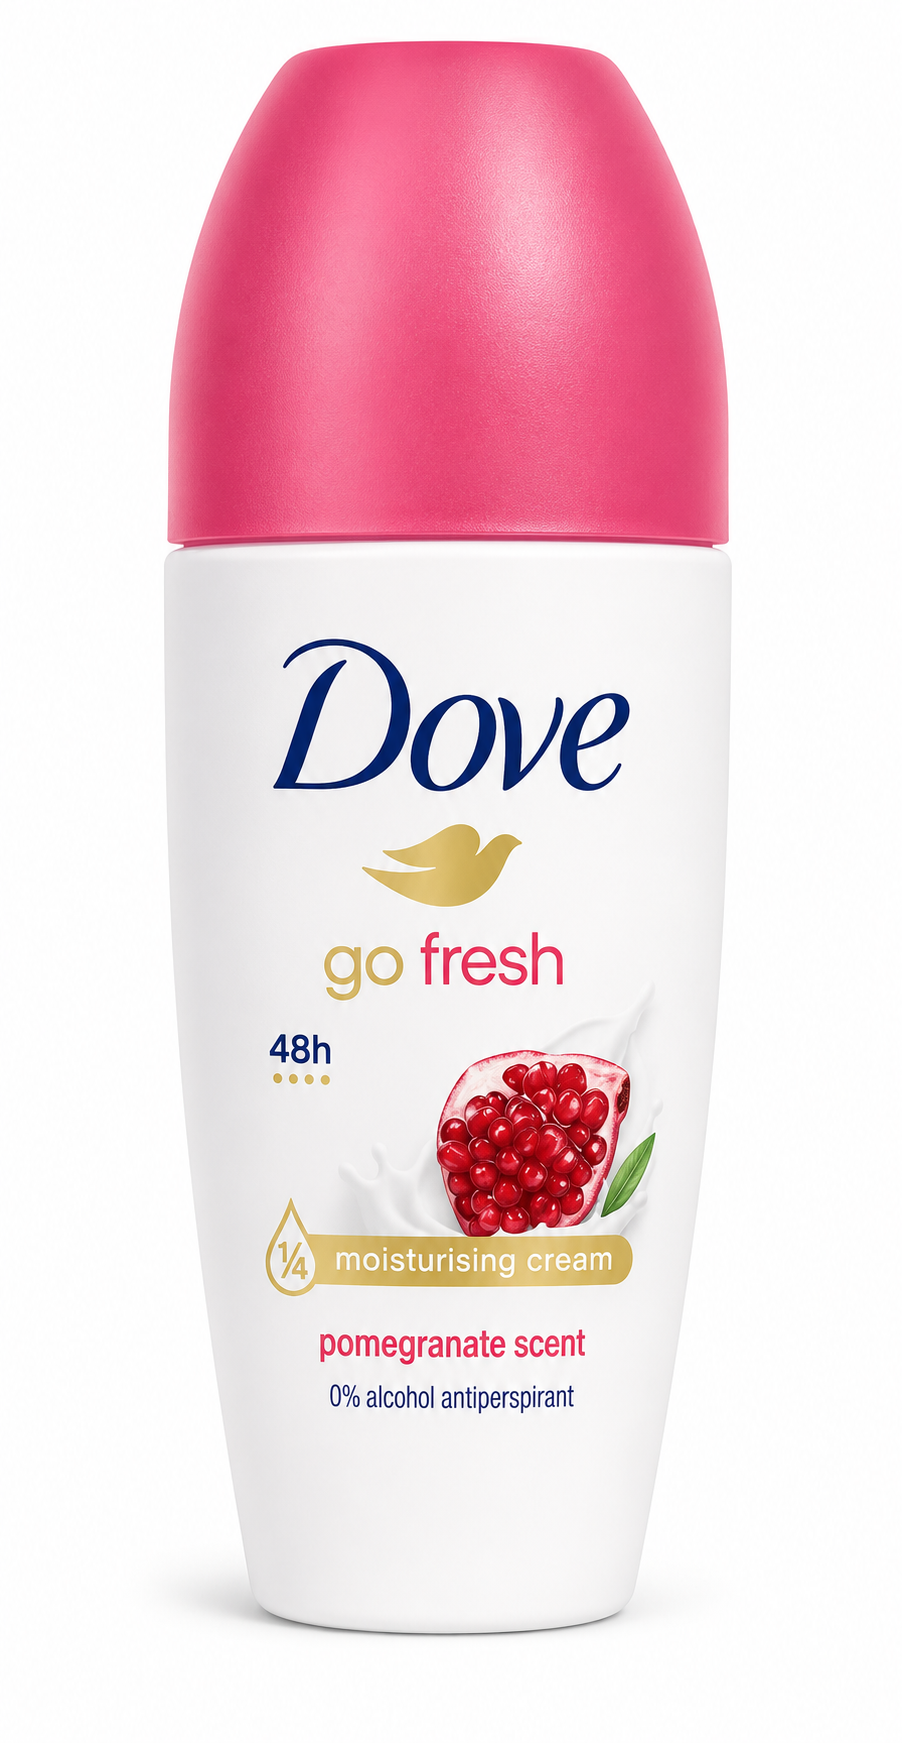 Dove
go fresh
48h
1/4 moisturising cream
pomegranate scent
0% alcohol antiperspirant